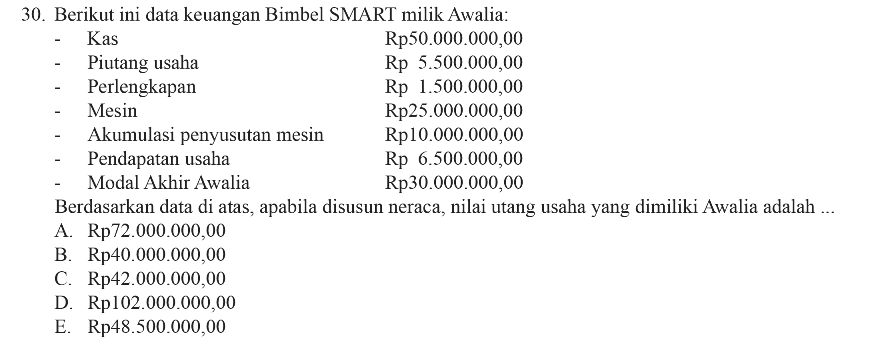 30. Berikut ini data keuangan Bimbel SMART milik Awalia:
- Kas Rp50.000.000,00
- Piutang usaha Rp 5.500.000,00
- Perlengkapan Rp 1.500.000,00
- Mesin Rp25.000.000,00
- Akumulasi penyusutan mesin Rp10.000.000,00
- Pendapatan usaha Rp 6.500.000,00
- Modal Akhir Awalia Rp30.000.000,00
Berdasarkan data di atas, apabila disusun neraca, nilai utang usaha yang dimiliki Awalia adalah ...
A. Rp72.000.000,00
B. Rp40.000.000,00
C. Rp42.000.000,00
D. Rp102.000.000,00
E. Rp48.500.000,00